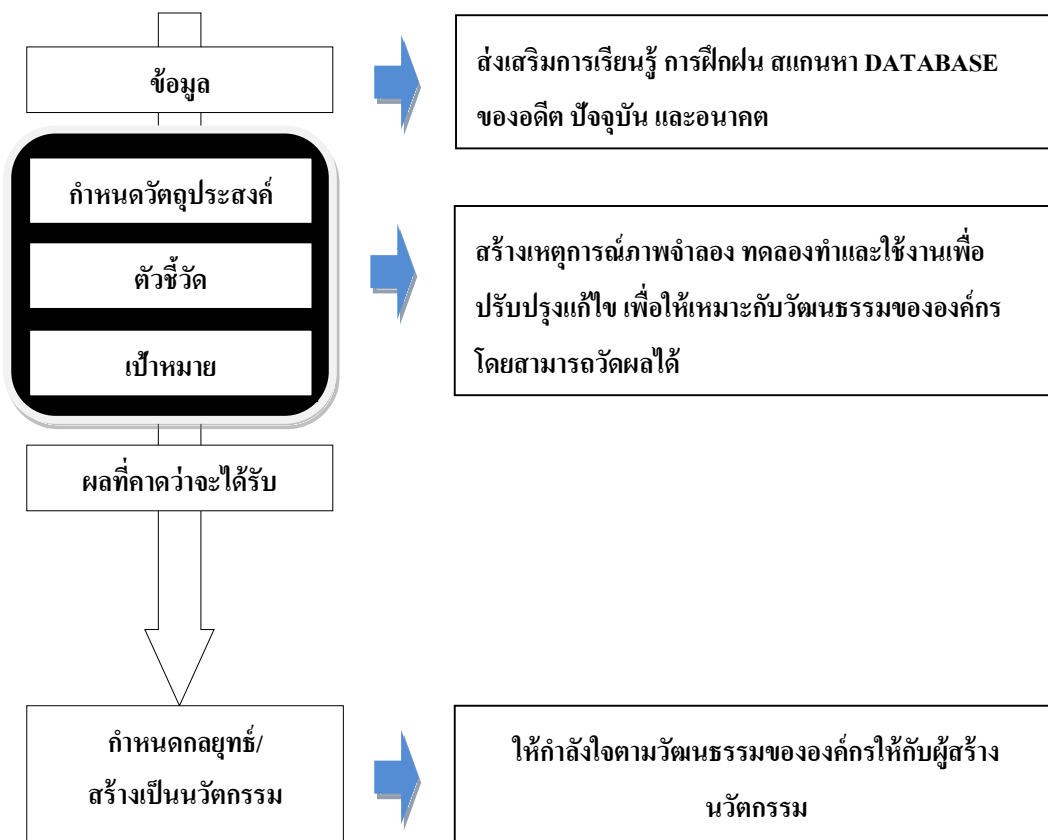 ข้อมูล
ส่งเสริมการเรียนรู้ การฝึกฝน สแกนหา DATABASE
ของอดีต ปัจจุบัน และอนาคต
กำหนดวัตถุประสงค์
ตัวชี้วัด
เป้าหมาย
สร้างเหตุการณ์ภาพจำลอง ทดลองทำและใช้งานเพื่อ
ปรับปรุงแก้ไข เพื่อให้เหมาะกับวัฒนธรรมขององค์กร
โดยสามารถวัดผลได้
ผลที่คาดว่าจะได้รับ
กำหนดกลยุทธ์/
สร้างเป็นนวัตกรรม
ให้กำลังใจตามวัฒนธรรมขององค์กรให้กับผู้สร้าง
นวัตกรรม